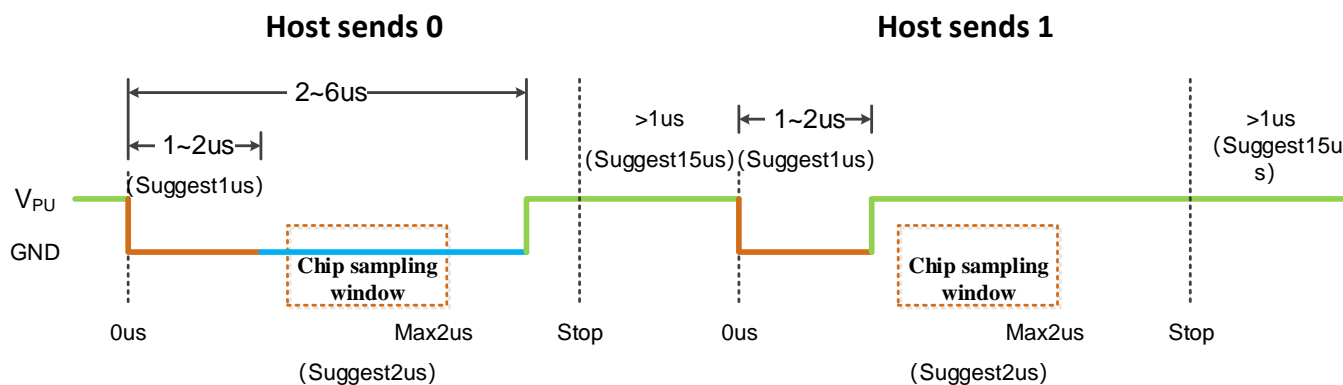 Host sends 0
Host sends 1
2~6us
1~2us
(Suggest1us)
>1us
(Suggest15us)
1~2us
(Suggest1us)
>1us
(Suggest15u
s)
VPU
GND
Chip sampling
window
Chip sampling
window
0us
Max2us
Stop
0us
Max2us
Stop
(Suggest2us)
(Suggest2us)